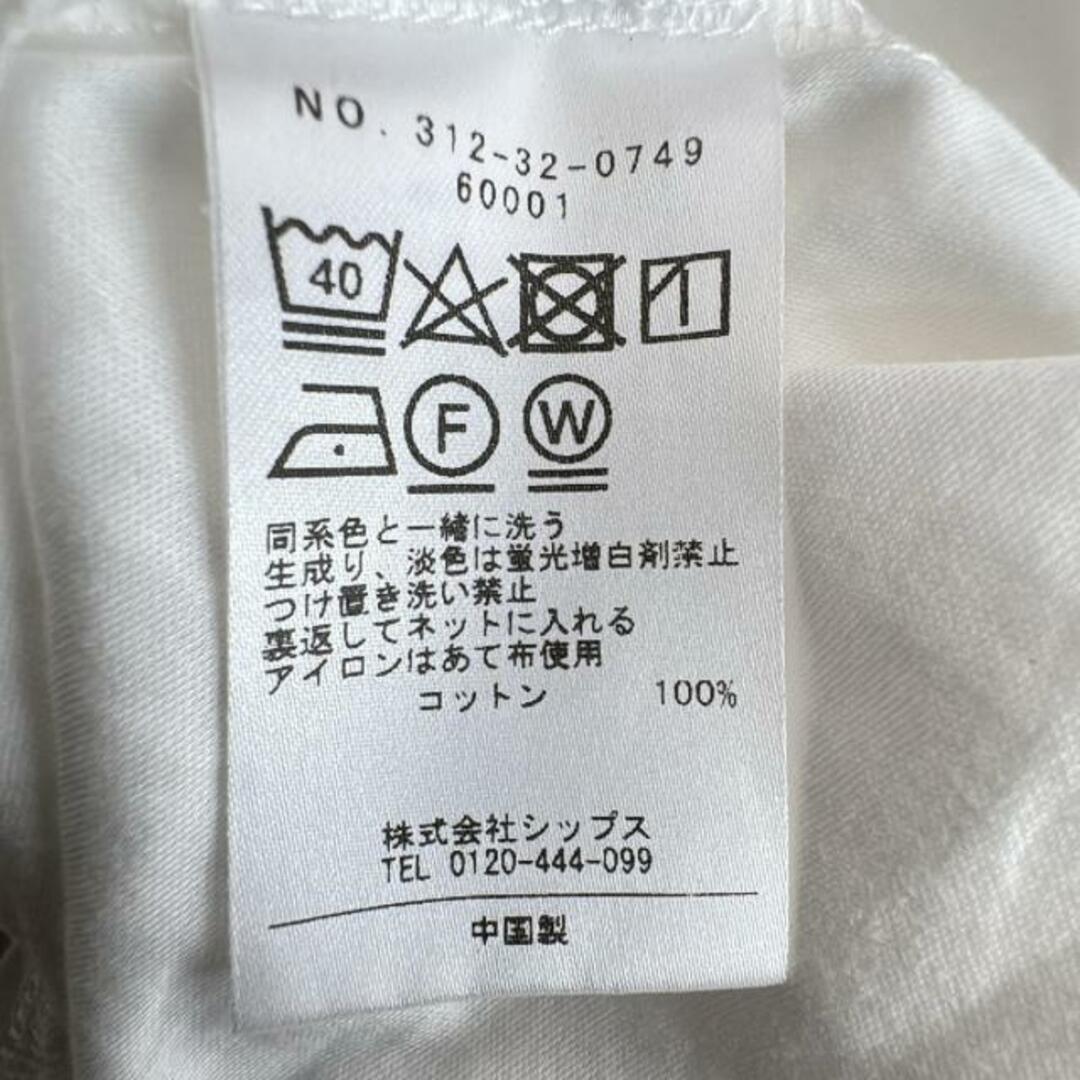 NO. 312-32-0749
60001
40
F W
同系色と一緒に洗う
生成り、淡色は蛍光増白剤禁止
つけ置き洗い禁止
裏返してネットに入れる
アイロンはあて布使用
コットン 100%
株式会社シップス
TEL 0120-444-099
中国製